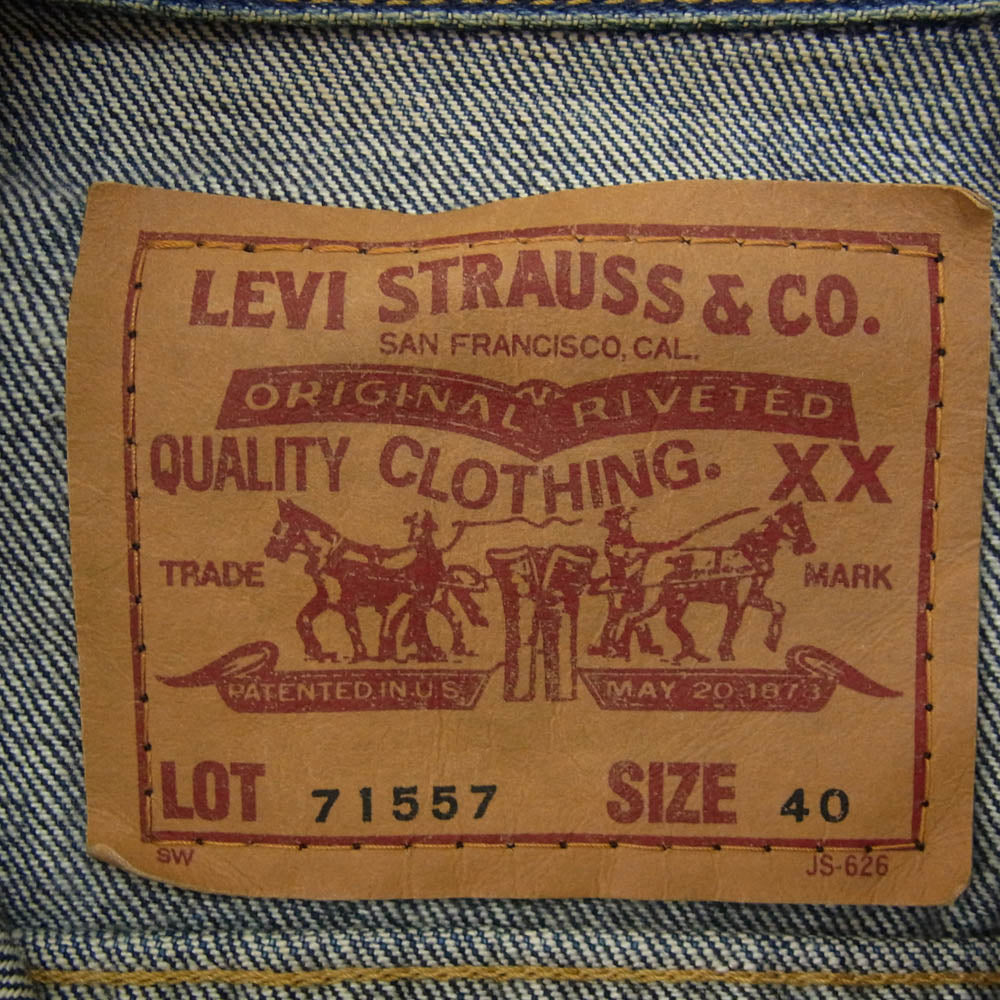 LEVI STRAUSS & CO.
SAN FRANCISCO, CAL.
ORIGINAL RIVETED
QUALITY CLOTHING. XX
TRADE MARK
PATENTED IN U.S. MAY 20 1873
LOT 71557 SIZE 40
SW JS-626